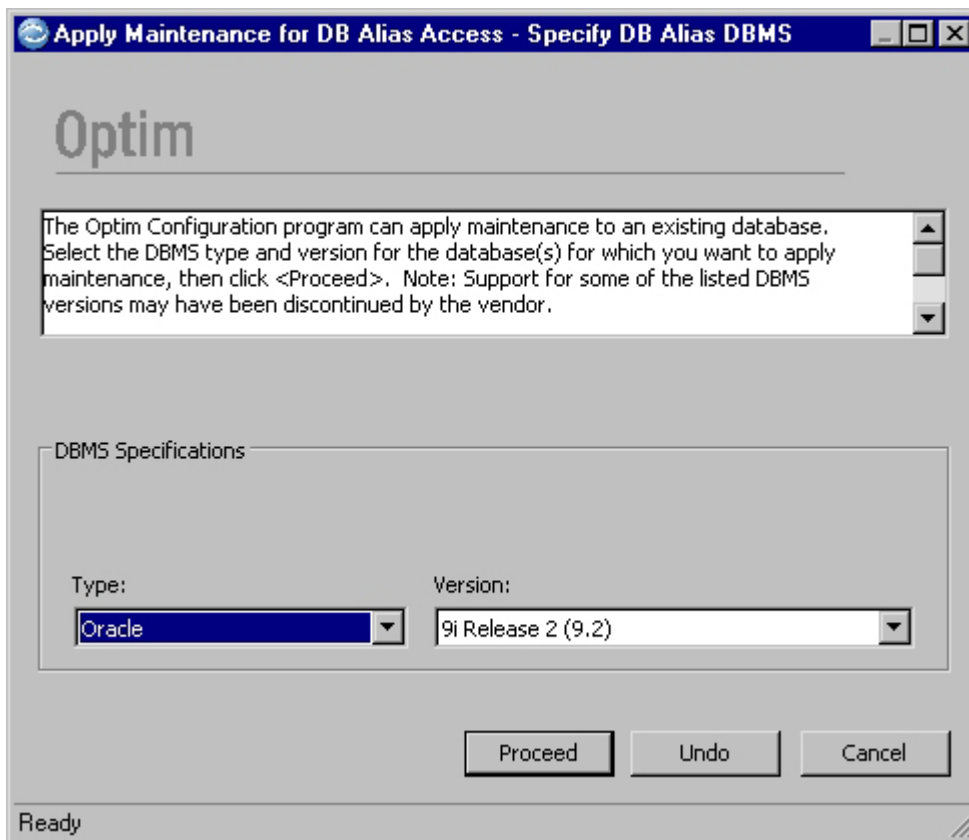 Apply Maintenance for DB Alias Access - Specify DB Alias DBMS
Optim
The Optim Configuration program can apply maintenance to an existing database.
Select the DBMS type and version for the database(s) for which you want to apply
maintenance, then click <Proceed>.  Note: Support for some of the listed DBMS
versions may have been discontinued by the vendor.
DBMS Specifications
Type:
Version:
Oracle
9i Release 2 (9.2)
Proceed
Undo
Cancel
Ready